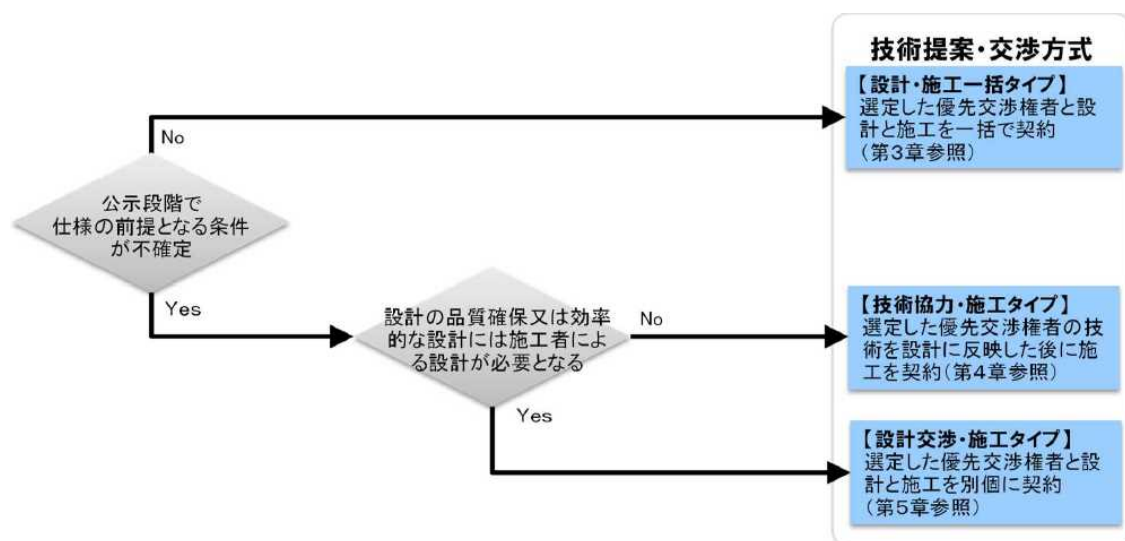 技術提案・交渉方式
【設計・施工一括タイプ】
選定した優先交渉権者と設
計と施工を一括で契約
(第3章参照)
No
公示段階で
仕様の前提となる条件
が不確定
Yes
設計の品質確保又は効率
的な設計には施工者によ
る設計が必要となる
No
【技術協力・施工タイプ】
選定した優先交渉権者の技
術を設計に反映した後に施
工を契約(第4章参照)
Yes
【設計交渉・施工タイプ】
選定した優先交渉権者と設
計と施工を別個に契約
(第5章参照)